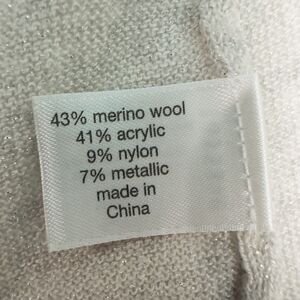 43% merino wool
41% acrylic
9% nylon
7% metallic
made in
China